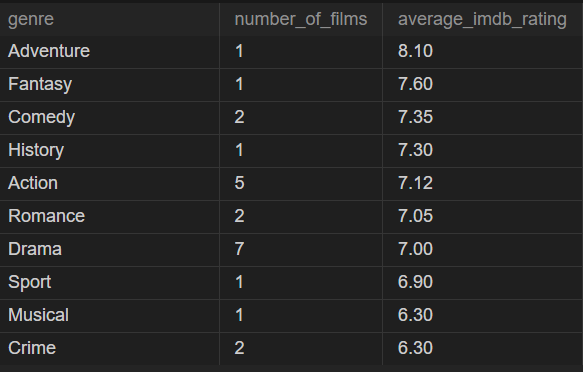 genre number_of_films average_imdb_rating
Adventure 1 8.10
Fantasy 1 7.60
Comedy 2 7.35
History 1 7.30
Action 5 7.12
Romance 2 7.05
Drama 7 7.00
Sport 1 6.90
Musical 1 6.30
Crime 2 6.30